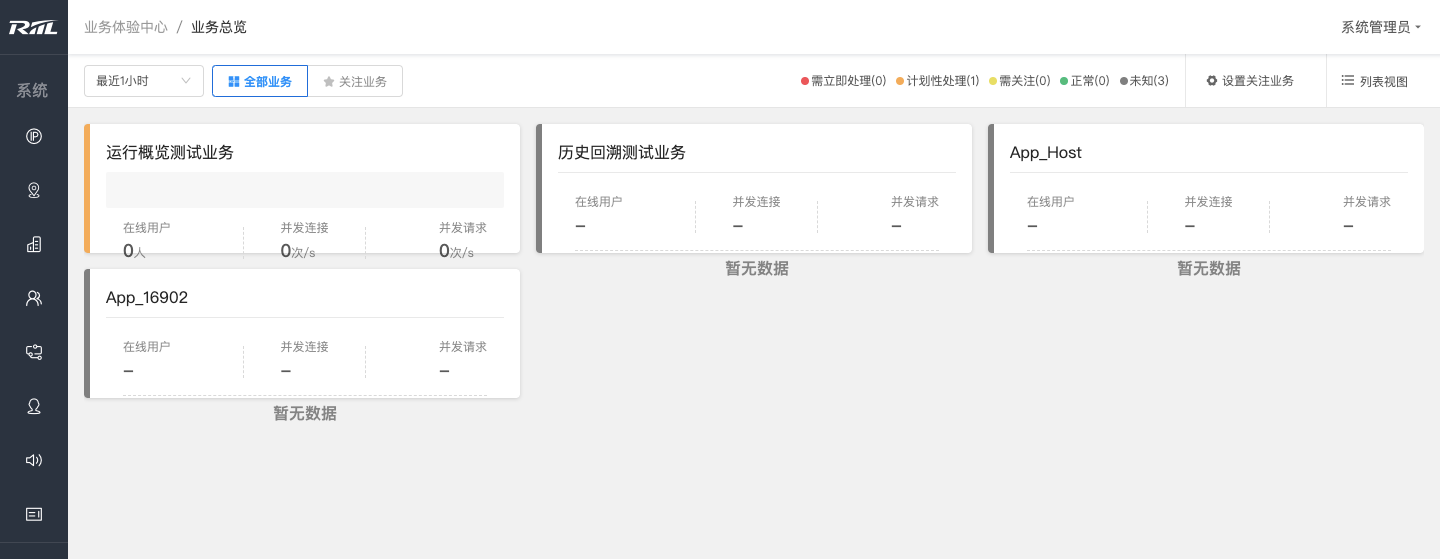 RIIL
业务体验中心 / 业务总览
系统管理员
系统
最近1小时
全部业务
关注业务
需立即处理(0)
计划性处理(1)
需关注(0)
正常(0)
未知(3)
设置关注业务
列表视图
运行概览测试业务
在线用户 并发连接 并发请求
0人 0次/s 0次/s
历史回溯测试业务
在线用户 并发连接 并发请求
– – –
暂无数据
App_Host
在线用户 并发连接 并发请求
– – –
暂无数据
App_16902
在线用户 并发连接 并发请求
– – –
暂无数据